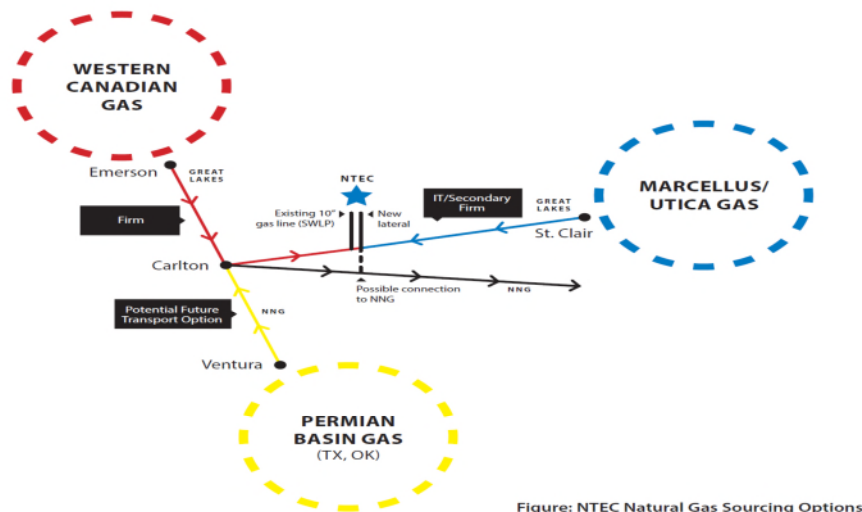 WESTERN
CANADIAN
GAS
Emerson
GREAT
LAKES
Firm
NTEC
Existing 10"
gas line (SWLP)
New
lateral
IT/Secondary
Firm
GREAT
LAKES
St. Clair
MARCELLUS/
UTICA GAS
Carlton
Possible connection
to NNG
NNG
Potential Future
Transport Option
NNG
Ventura
PERMIAN
BASIN GAS
(TX, OK)
Figure: NTEC Natural Gas Sourcing Options